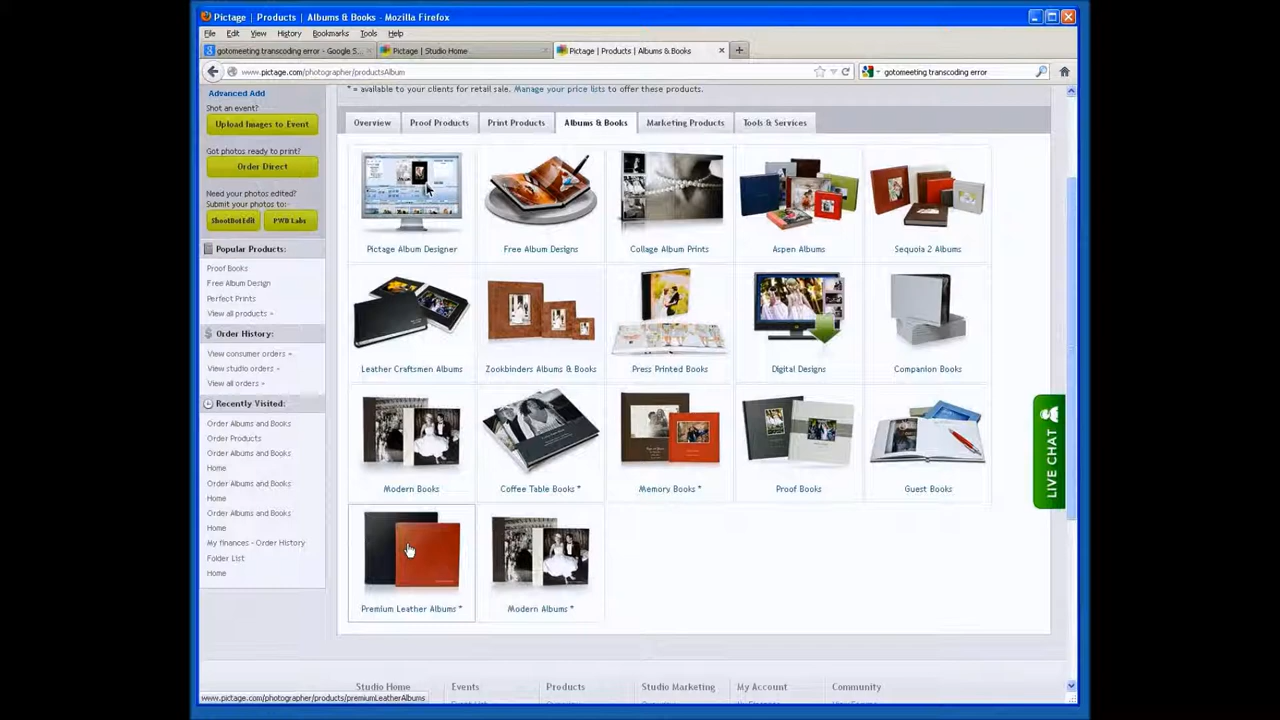 Pictage | Products | Albums & Books - Mozilla Firefox
File Edit View History Bookmarks Tools Help
gotomeeting transcoding error - Google S... × Pictage | Studio Home × Pictage | Products | Albums & Books × +
www.pictage.com/photographer/productsAlbum gotomeeting transcoding error
Advanced Add
Shot an event?
Upload Images to Event
Got photos ready to print?
Order Direct
Need your photos edited?
Submit your photos to:
ShootDotEdit PWD Labs
Popular Products:
Proof Books
Free Album Design
Perfect Prints
View all products »
Order History:
View consumer orders »
View studio orders »
View all orders »
Recently Visited:
Order Albums and Books
Order Products
Order Albums and Books
Home
Order Albums and Books
Home
Order Albums and Books
Home
My finances - Order History
Folder List
Home
* = available to your clients for retail sale. Manage your price lists to offer these products.
Overview Proof Products Print Products Albums & Books Marketing Products Tools & Services
Pictage Album Designer Free Album Designs Collage Album Prints Aspen Albums Sequoia 2 Albums
Leather Craftsmen Albums Zookbinders Albums & Books Press Printed Books Digital Designs Companion Books
Modern Books Coffee Table Books * Memory Books * Proof Books Guest Books
Premium Leather Albums * Modern Albums *
LIVE CHAT
Studio Home Events Products Studio Marketing My Account Community
www.pictage.com/photographer/products/premiumLeatherAlbums